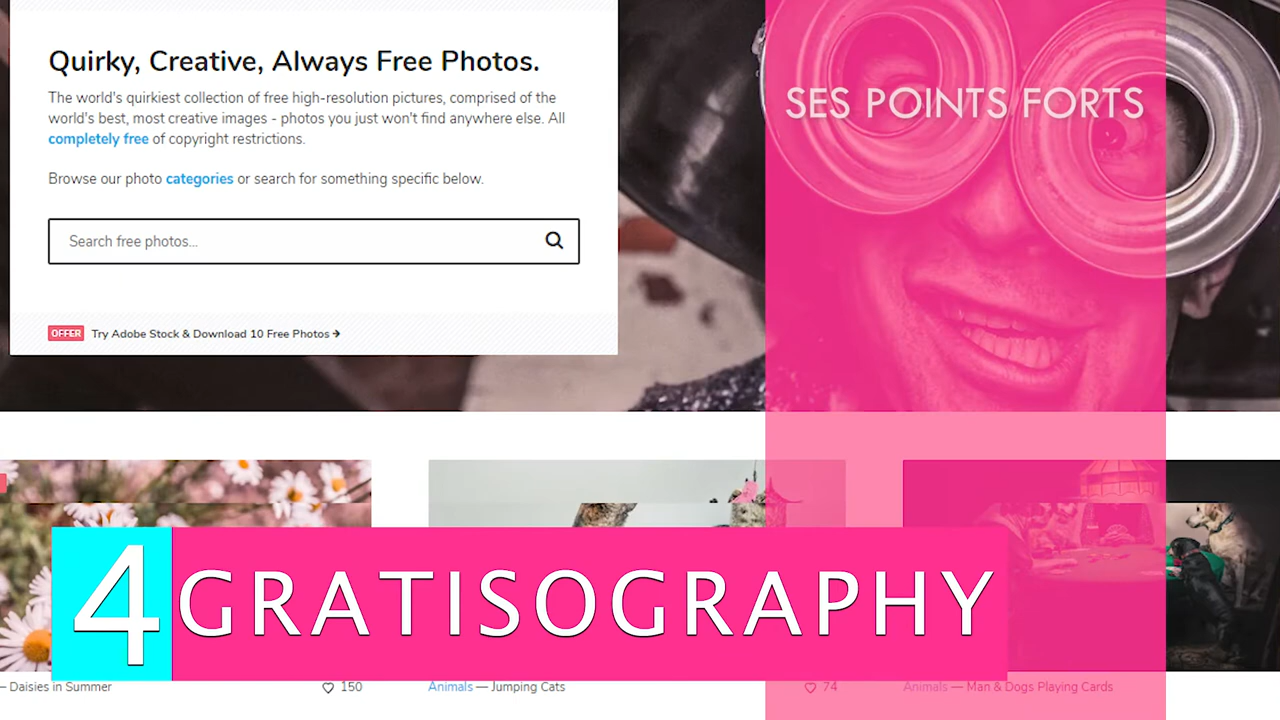 Quirky, Creative, Always Free Photos.
The world's quirkiest collection of free high-resolution pictures, comprised of the
world's best, most creative images - photos you just won't find anywhere else. All
completely free of copyright restrictions.
Browse our photo categories or search for something specific below.
Search free photos...
OFFER Try Adobe Stock & Download 10 Free Photos →
SES POINTS FORTS
4 GRATISOGRAPHY
— Daisies in Summer
150
Animals — Jumping Cats
74
Animals — Man & Dogs Playing Cards